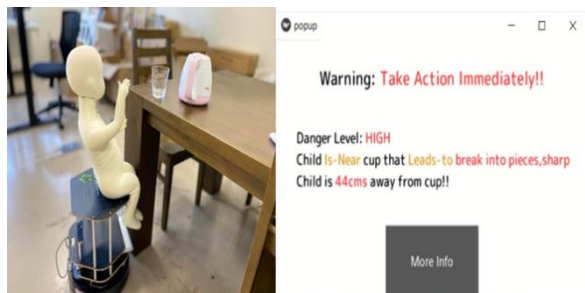 popup
Warning: Take Action Immediately!!
Danger Level: HIGH
Child Is-Near cup that Leads-to break into pieces,sharp
Child is 44cms away from cup!!
More Info